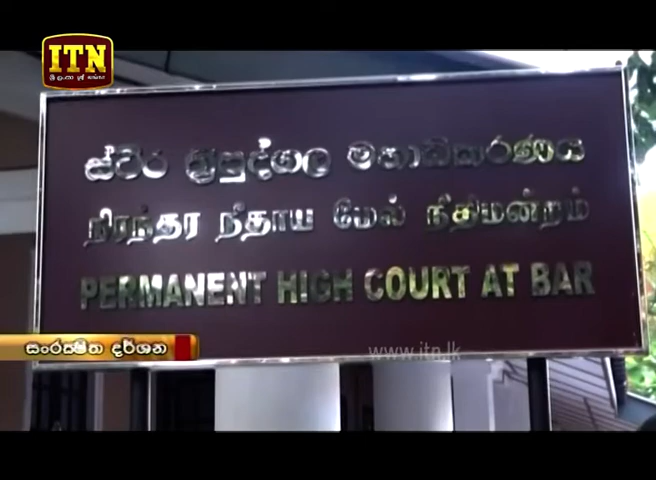 ITN
ශ්‍රී ලංකා යුග් සඟරා
ස්ථිර ත්‍රිපුද්ගල මහාධිකරණය
நிரந்தர நீதாய மேல் நீதிமன்றம்
PERMANENT HIGH COURT AT BAR
සංරක්ෂිත දර්ශන
www.itn.lk